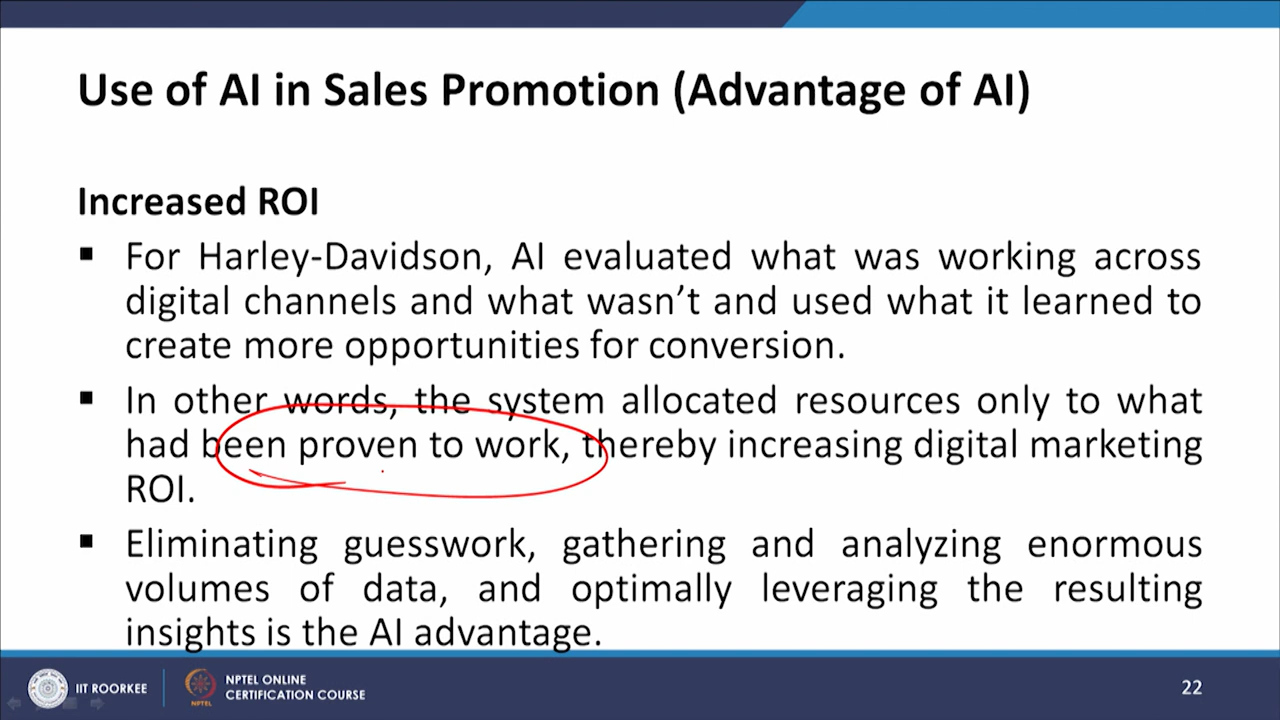 Use of AI in Sales Promotion (Advantage of AI)
Increased ROI
▪ For Harley-Davidson, AI evaluated what was working across
digital channels and what wasn’t and used what it learned to
create more opportunities for conversion.
▪ In other words, the system allocated resources only to what
had been proven to work, thereby increasing digital marketing
ROI.
▪ Eliminating guesswork, gathering and analyzing enormous
volumes of data, and optimally leveraging the resulting
insights is the AI advantage.
IIT ROORKEE
NPTEL
NPTEL ONLINE
CERTIFICATION COURSE
22